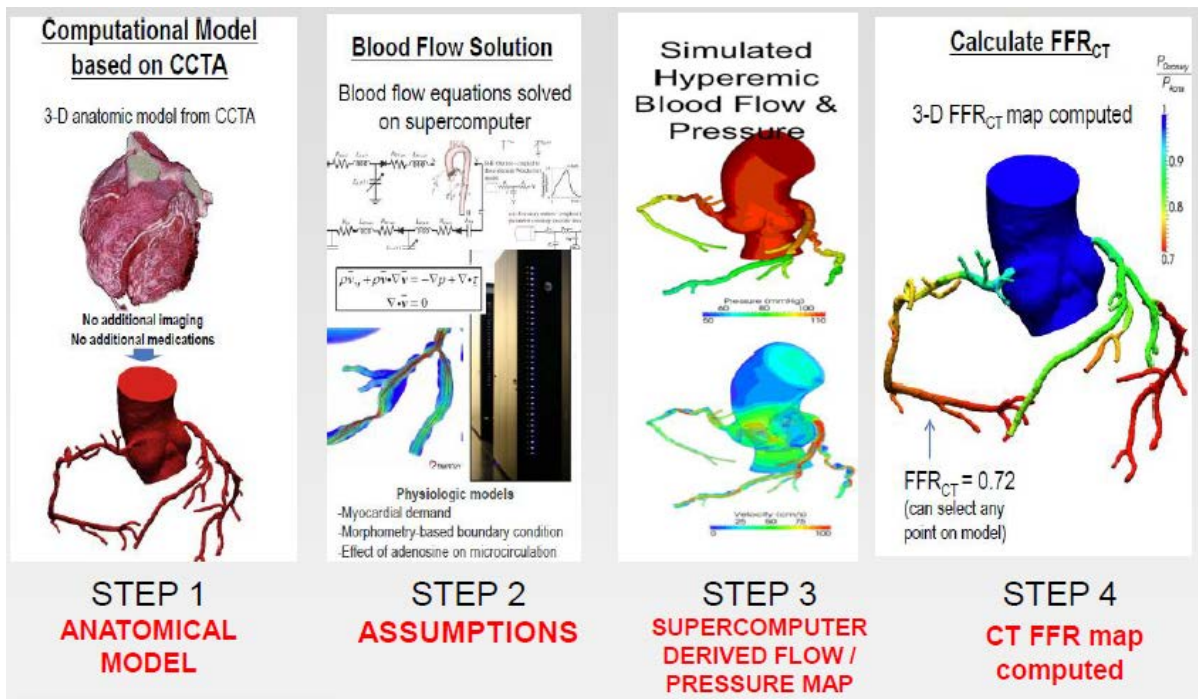 Computational Model
based on CCTA
3-D anatomic model from CCTA
No additional imaging
No additional medications
STEP 1
ANATOMICAL
MODEL
Blood Flow Solution
Blood flow equations solved
on supercomputer
Physiologic models
-Myocardial demand
-Morphometry-based boundary condition
-Effect of adenosine on microcirculation
STEP 2
ASSUMPTIONS
Simulated
Hyperemic
Blood Flow &
Pressure
Pressure (mmHg)
60 80 100
50 110
Velocity (cm/s)
25 50 75
0 100
STEP 3
SUPERCOMPUTER
DERIVED FLOW /
PRESSURE MAP
Calculate FFRCT
3-D FFRCT map computed
1
0.9
0.8
0.7
FFRCT = 0.72
(can select any
point on model)
STEP 4
CT FFR map
computed